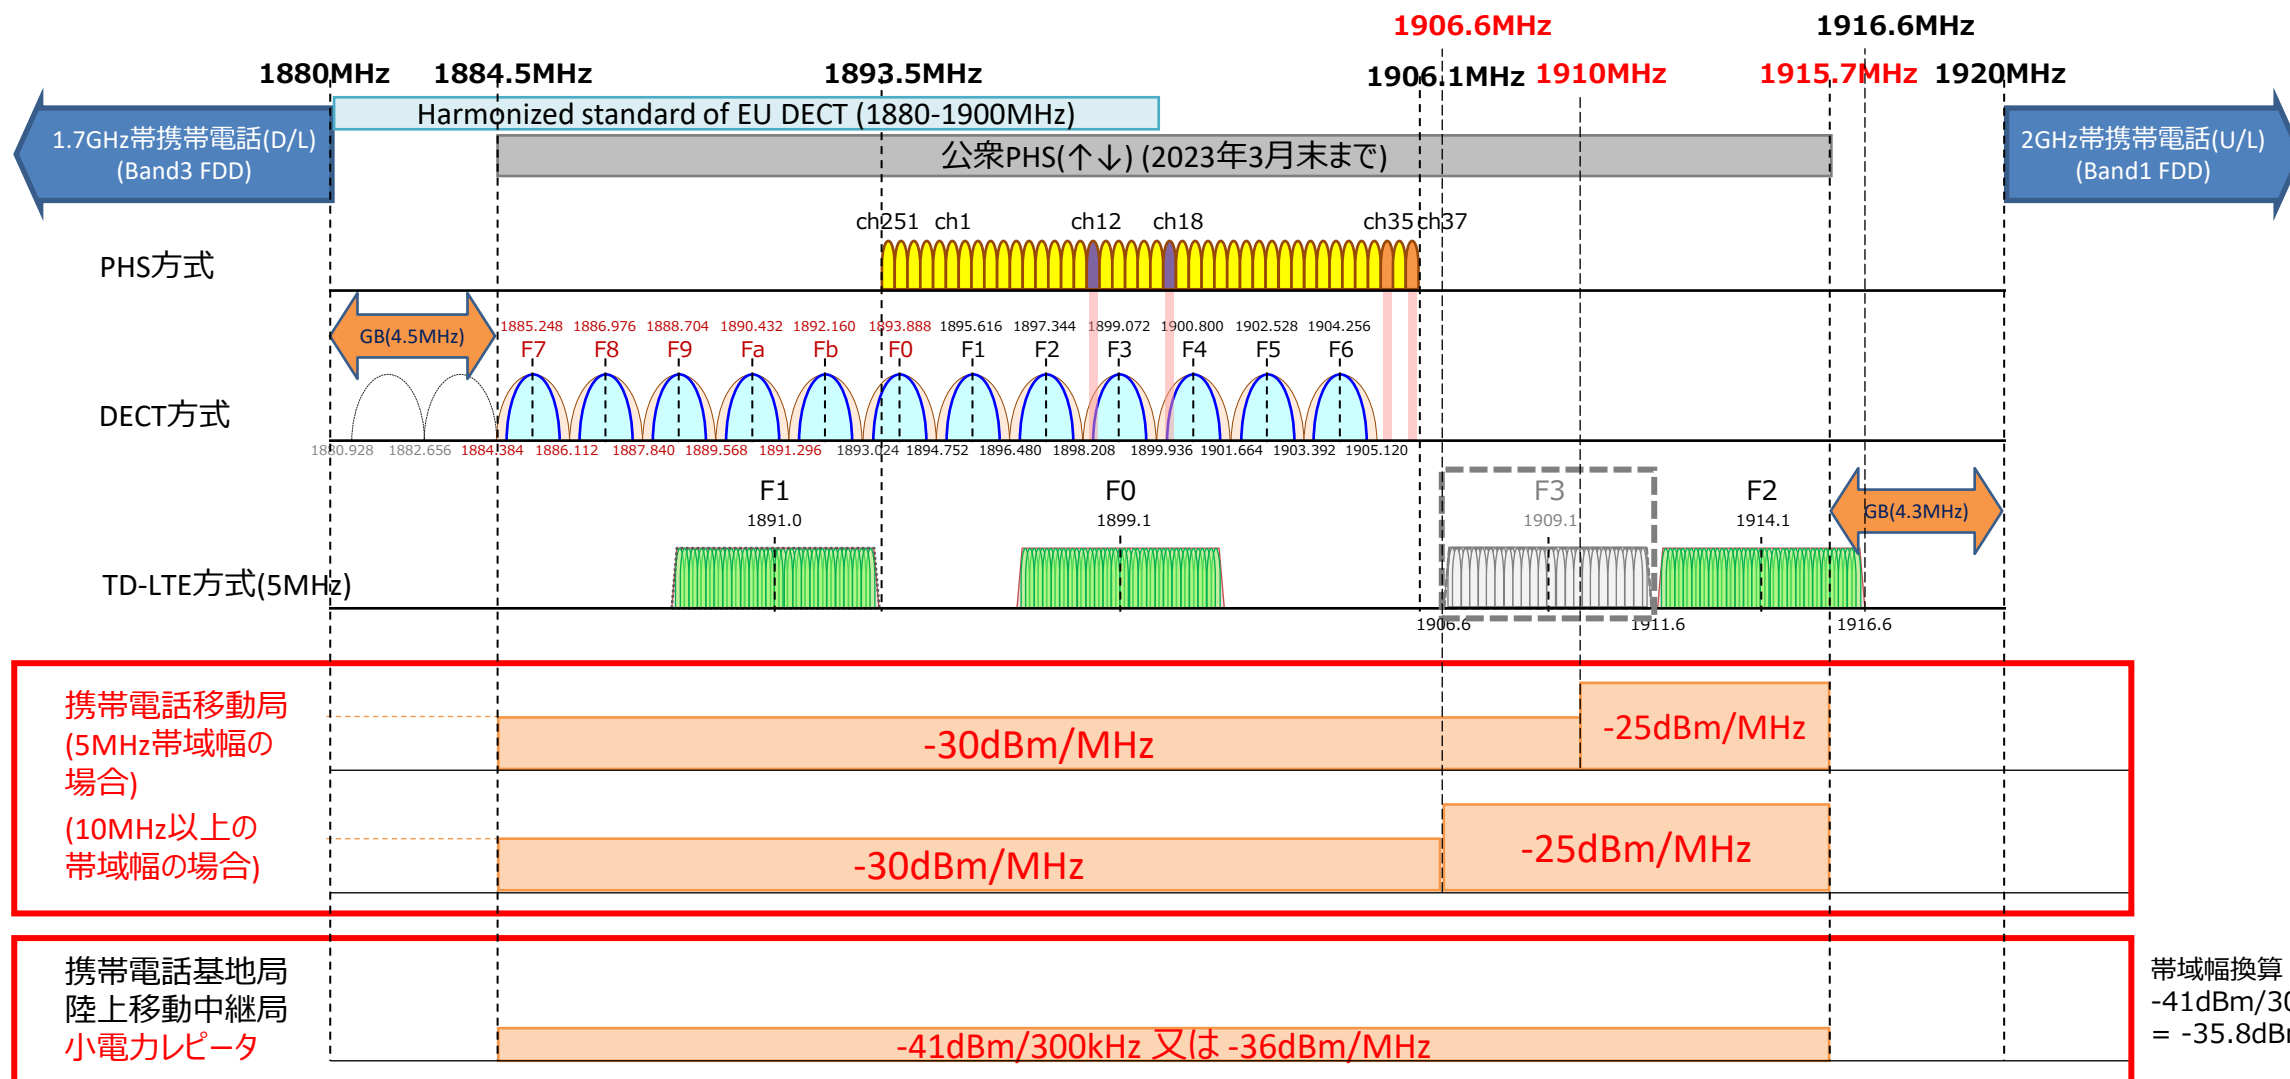 1906.6MHz
1916.6MHz
1880MHz
1884.5MHz
1893.5MHz
1906.1MHz
1910MHz
1915.7MHz
1920MHz
Harmonized standard of EU DECT (1880-1900MHz)
1.7GHz帯携帯電話(D/L)
(Band3 FDD)
公衆PHS(↑↓) (2023年3月末まで)
2GHz帯携帯電話(U/L)
(Band1 FDD)
ch251
ch1
ch12
ch18
ch35
ch37
PHS方式
GB(4.5MHz)
1885.248
1886.976
1888.704
1890.432
1892.160
1893.888
1895.616
1897.344
1899.072
1900.800
1902.528
1904.256
F7
F8
F9
Fa
Fb
F0
F1
F2
F3
F4
F5
F6
DECT方式
1880.928
1882.656
1884.384
1886.112
1887.840
1889.568
1891.296
1893.024
1894.752
1896.480
1898.208
1899.936
1901.664
1903.392
1905.120
F1
F0
F3
F2
1891.0
1899.1
1909.1
1914.1
GB(4.3MHz)
TD-LTE方式(5MHz)
1906.6
1911.6
1916.6
携帯電話移動局
(5MHz帯域幅の
場合)
-30dBm/MHz
-25dBm/MHz
(10MHz以上の
帯域幅の場合)
-30dBm/MHz
-25dBm/MHz
携帯電話基地局
陸上移動中継局
小電力レピータ
-41dBm/300kHz 又は -36dBm/MHz
帯域幅換算
-41dBm/30
= -35.8dBm